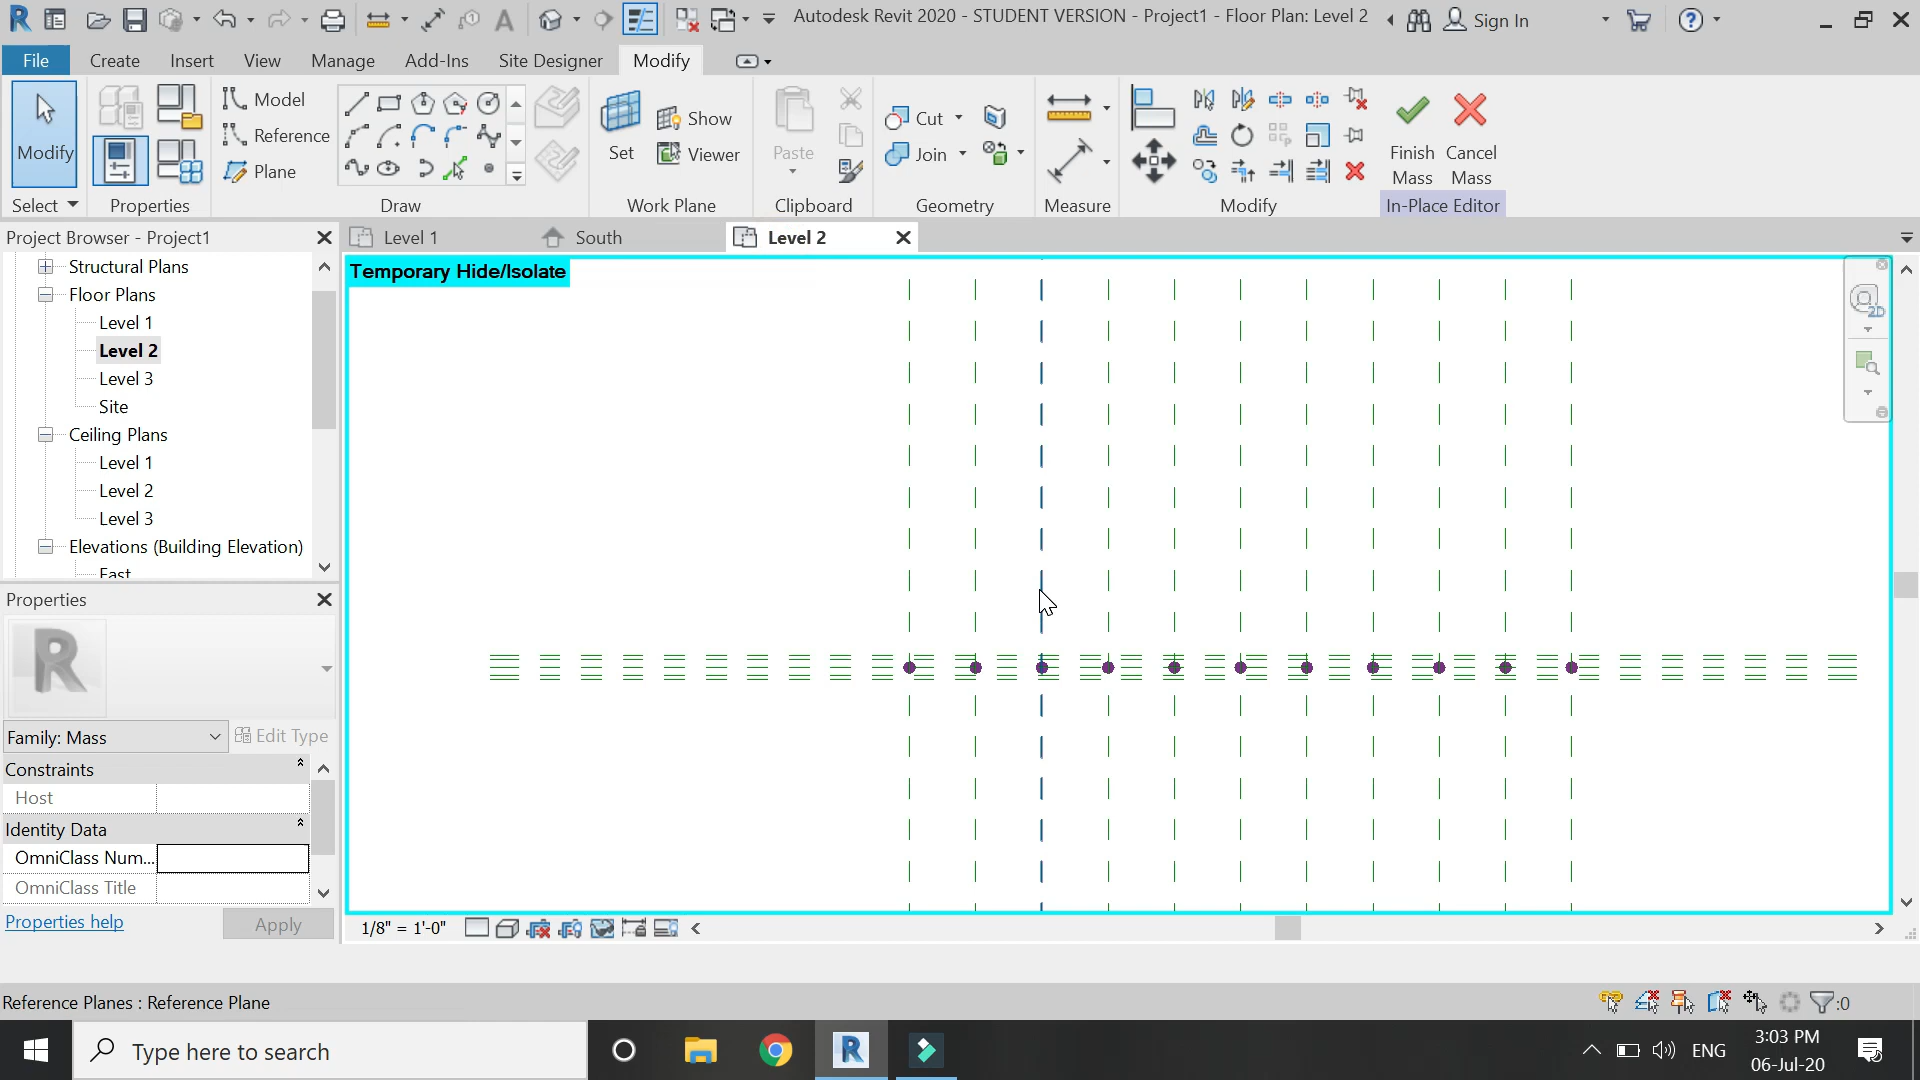 Autodesk Revit 2020 - STUDENT VERSION - Project1 - Floor Plan: Level 2
Sign In
File
Create
Insert
View
Manage
Add-Ins
Site Designer
Modify
Modify
Model
Reference
Plane
Set
Show
Viewer
Paste
Cut
Join
Finish
Mass
Cancel
Mass
Select
Properties
Draw
Work Plane
Clipboard
Geometry
Measure
Modify
In-Place Editor
Project Browser - Project1
Level 1
South
Level 2
Structural Plans
Floor Plans
Level 1
Level 2
Level 3
Site
Ceiling Plans
Level 1
Level 2
Level 3
Elevations (Building Elevation)
East
Temporary Hide/Isolate
2D
Properties
R
Family: Mass
Edit Type
Constraints
Host
Identity Data
OmniClass Num...
OmniClass Title
Properties help
Apply
1/8" = 1'-0"
Reference Planes : Reference Plane
:0
Type here to search
ENG
3:03 PM
06-Jul-20